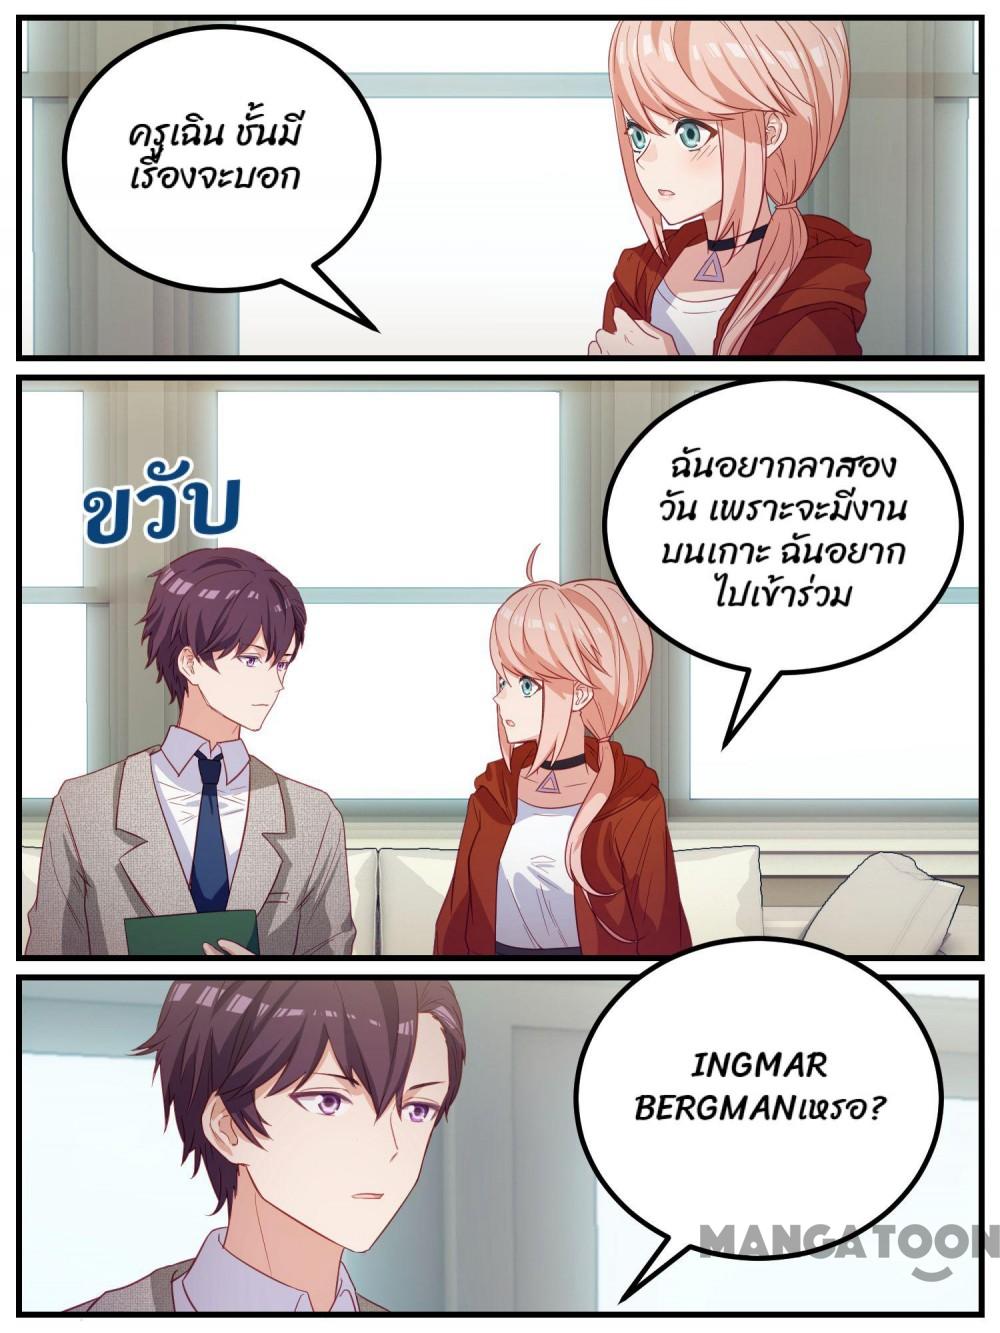 ครูเฉิน ชั้นมี
เรื่องจะบอก
ขวับ
ฉันอยากลาสอง
วัน เพราะจะมีงาน
บนเกาะ ฉันอยาก
ไปเข้าร่วม
INGMAR
BERGMANเหรอ?
MANGATOON